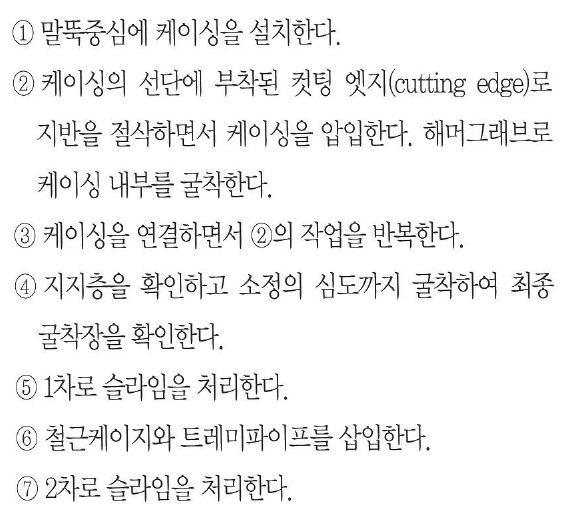 ① 말뚝중심에 케이싱을 설치한다.
② 케이싱의 선단에 부착된 컷팅 엣지(cutting edge)로
지반을 절삭하면서 케이싱을 압입한다. 해머그래브로
케이싱 내부를 굴착한다.
③ 케이싱을 연결하면서 ②의 작업을 반복한다.
④ 지지층을 확인하고 소정의 심도까지 굴착하여 최종
굴착장을 확인한다.
⑤ 1차로 슬라임을 처리한다.
⑥ 철근케이지와 트레미파이프를 삽입한다.
⑦ 2차로 슬라임을 처리한다.